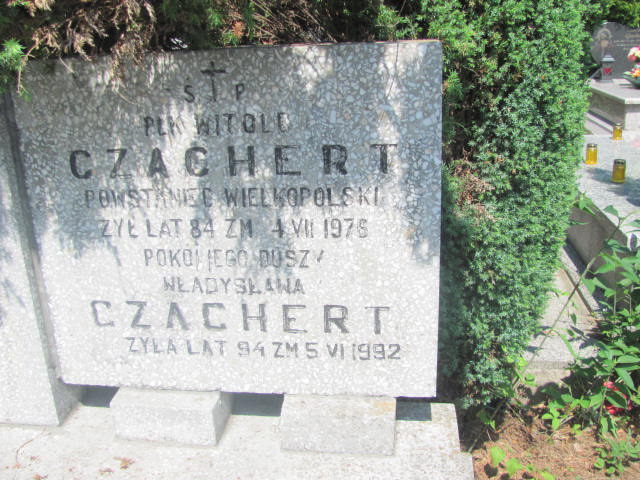 S P
PŁK WITOLD
CZACHERT
POWSTANIEC WIELKOPOLSKI
ŻYŁ LAT 84 ZM 4 VII 1976
POKÓJ JEGO DUSZY
WŁADYSŁAWA
CZACHERT
ŻYŁA LAT 94 ZM 5 VI 1992